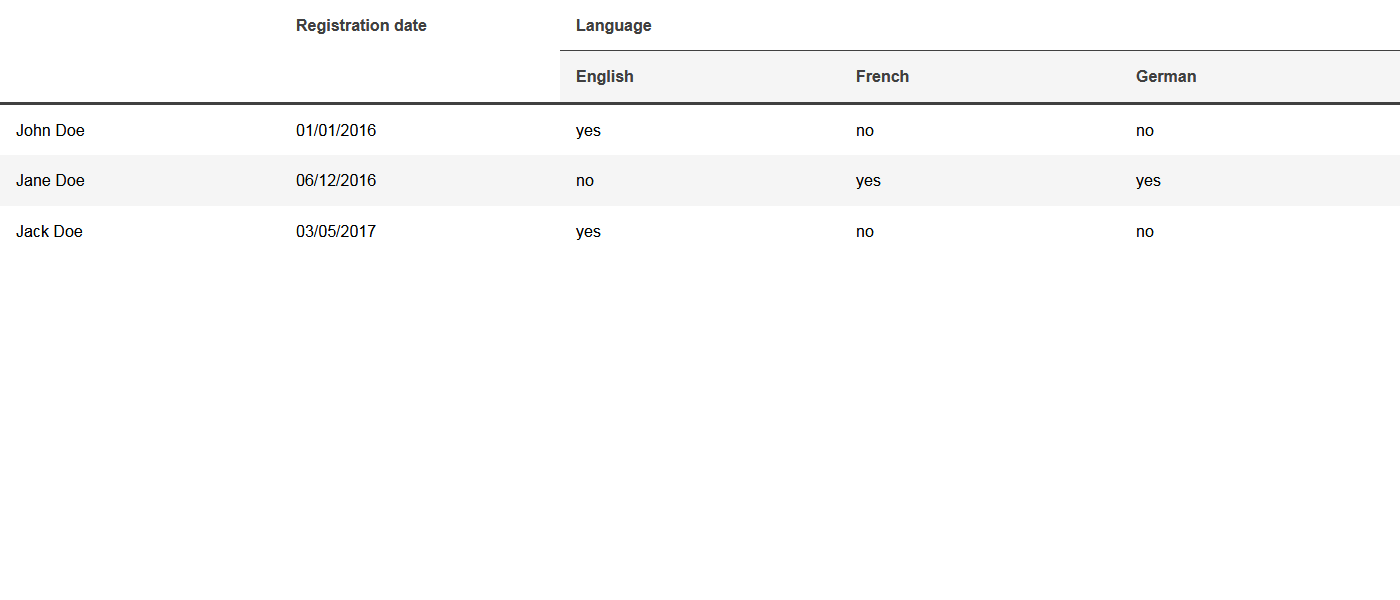 Registration date Language
English French German
John Doe 01/01/2016 yes no no
Jane Doe 06/12/2016 no yes yes
Jack Doe 03/05/2017 yes no no